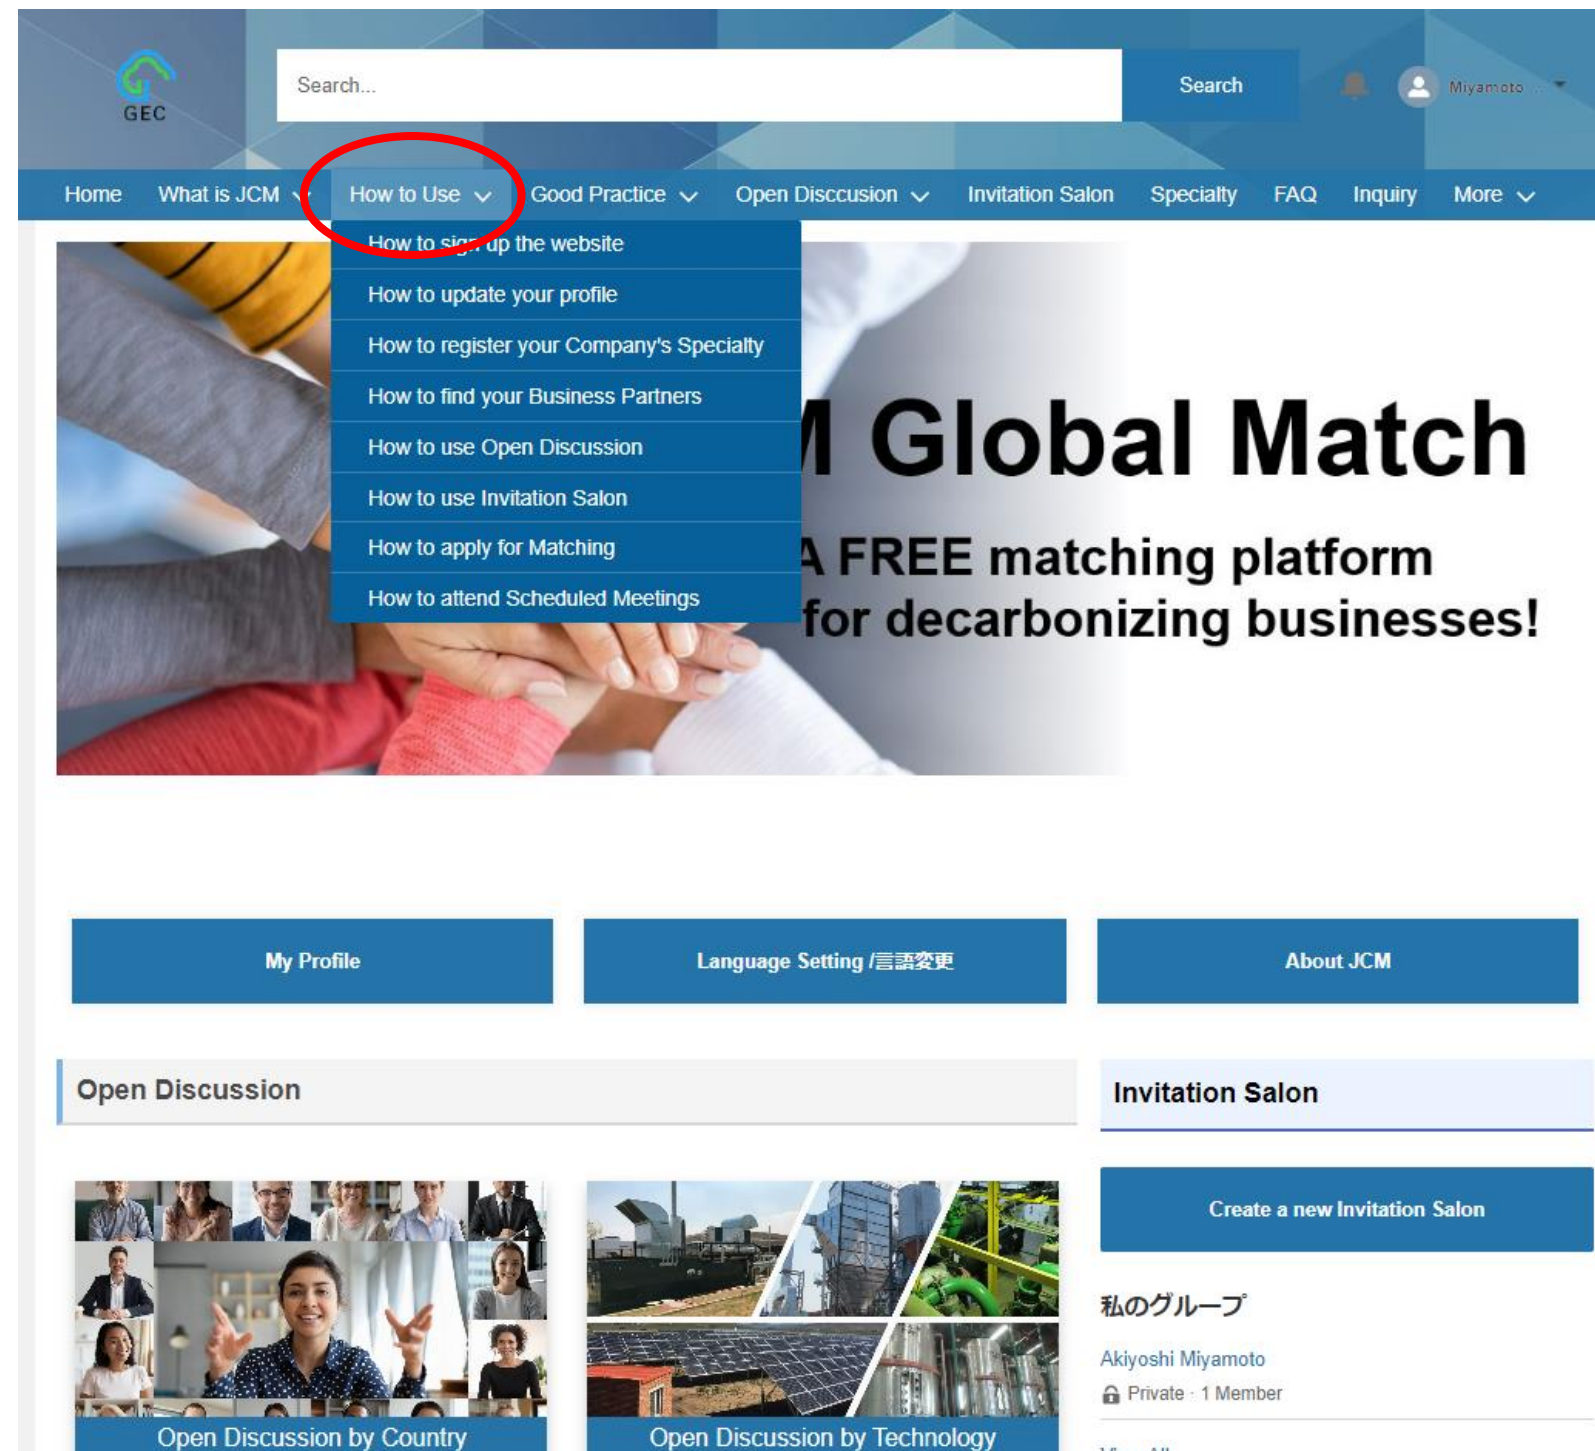 GEC
Search...
Search
Miyamoto
Home What is JCM How to Use Good Practice Open Disccusion Invitation Salon Specialty FAQ Inquiry More
How to sign up the website
How to update your profile
How to register your Company's Specialty
How to find your Business Partners
How to use Open Discussion
How to use Invitation Salon
How to apply for Matching
How to attend Scheduled Meetings
M Global Match
A FREE matching platform
for decarbonizing businesses!
My Profile
Language Setting /言語変更
About JCM
Open Discussion
Invitation Salon
Create a new Invitation Salon
私のグループ
Akiyoshi Miyamoto
Private · 1 Member
Open Discussion by Country
Open Discussion by Technology